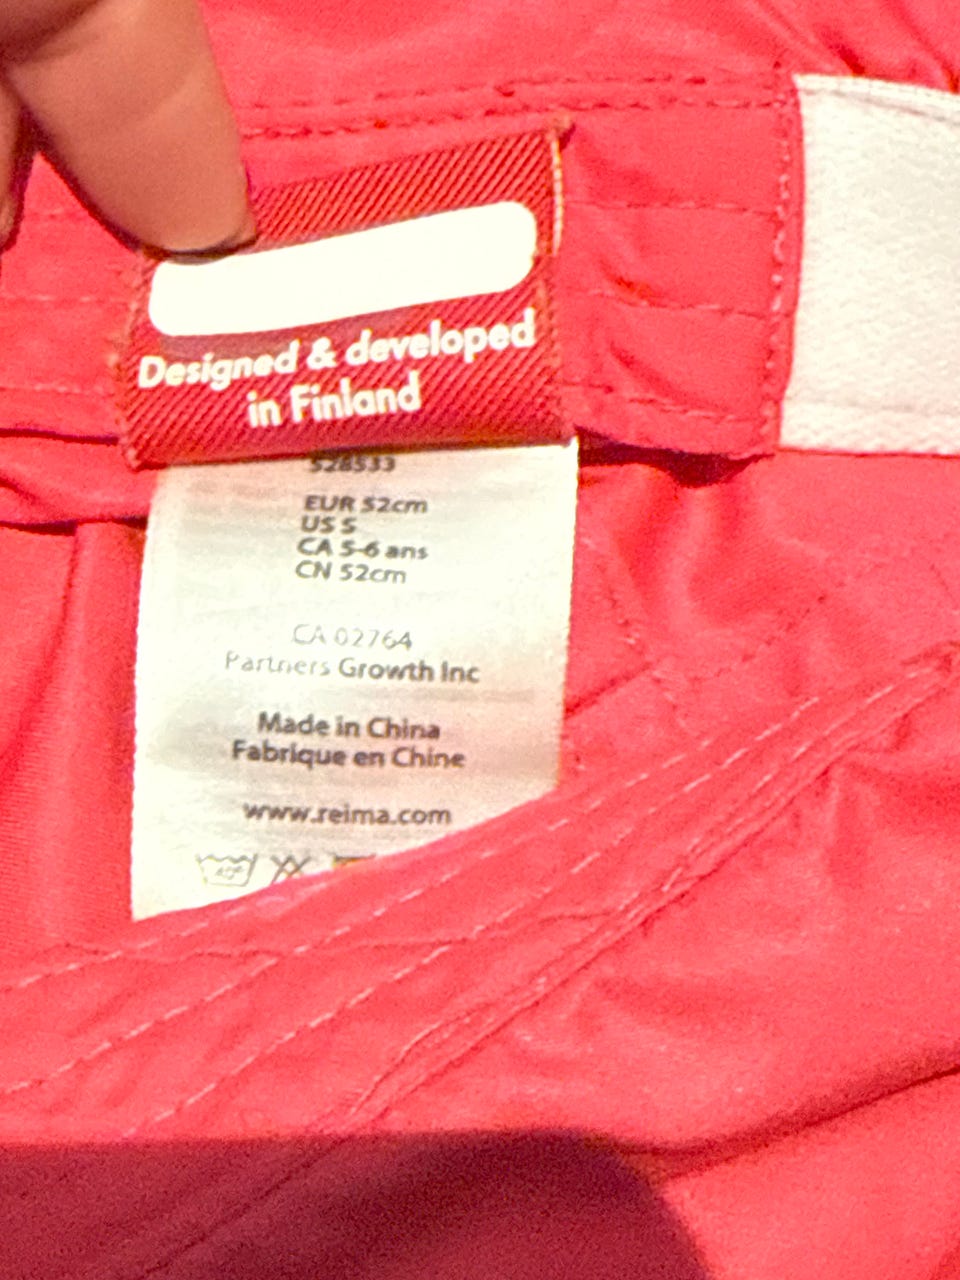 Designed & developed
in Finland
528533
EUR 52cm
US S
CA 5-6 ans
CN 52cm
CA 02764
Partners Growth Inc
Made in China
Fabrique en Chine
www.reima.com
40°